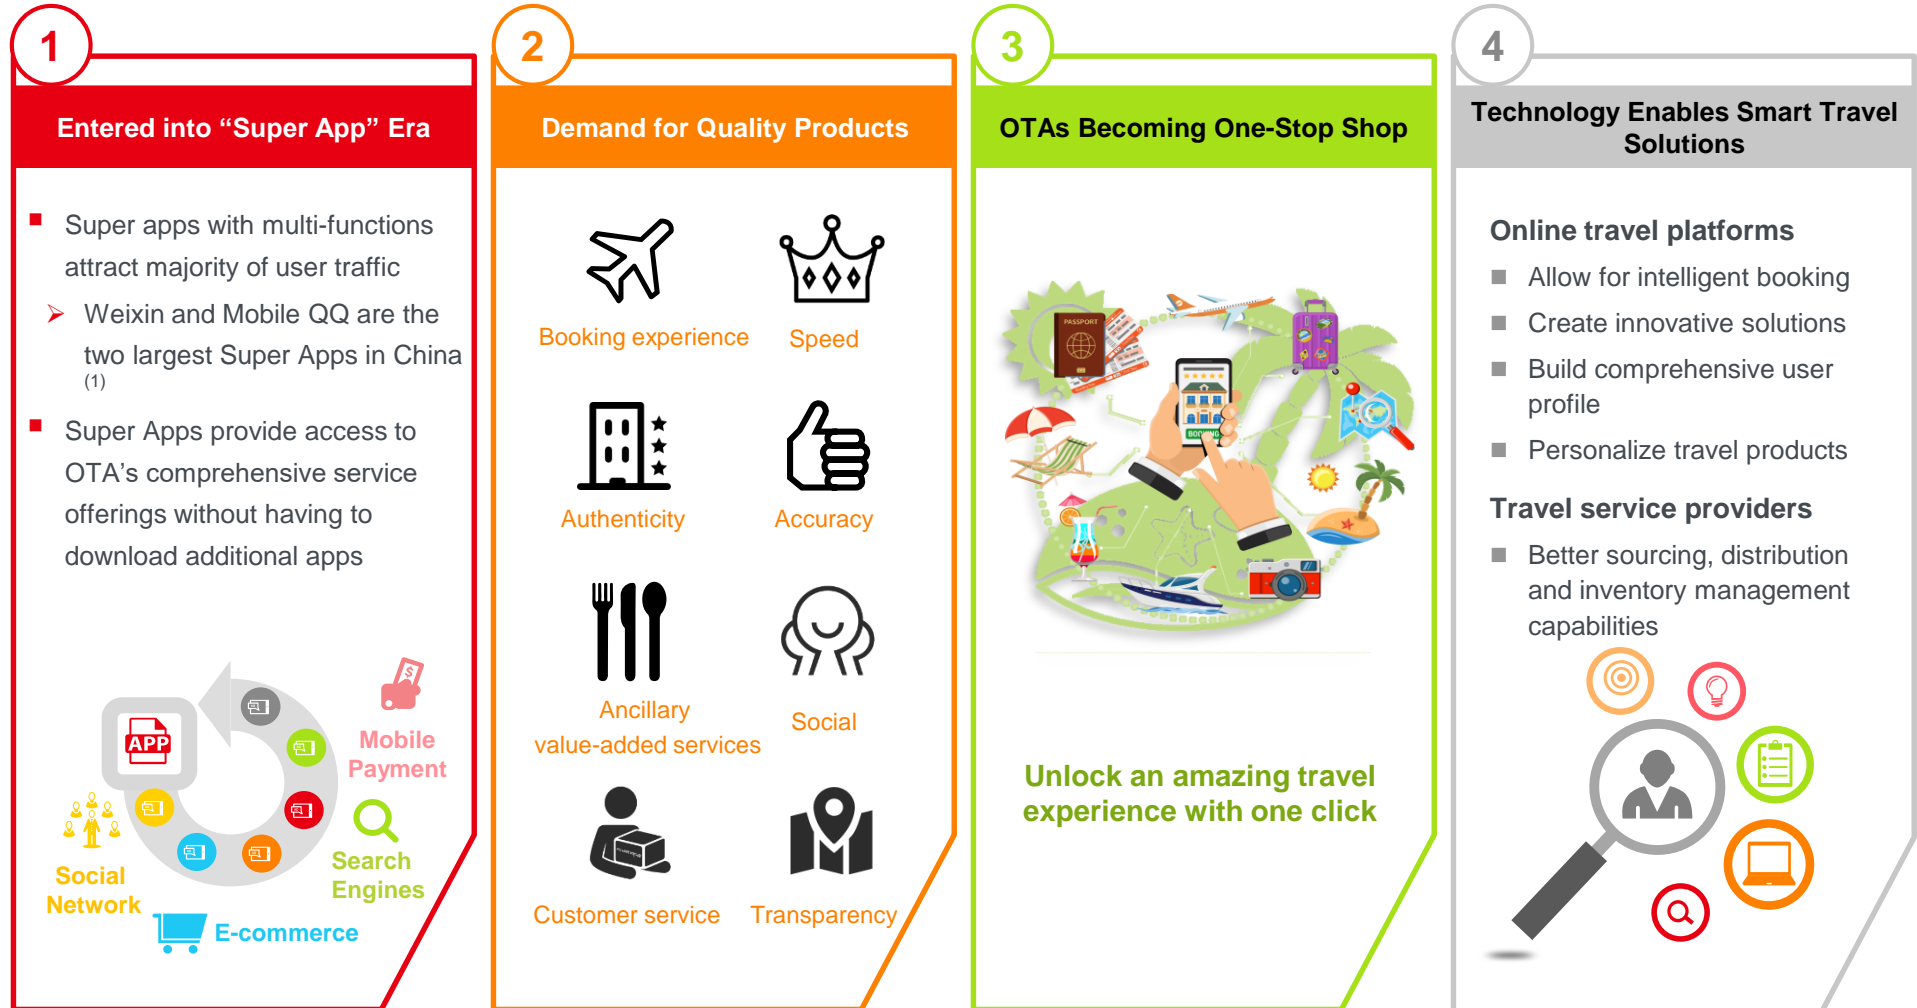 1
Entered into “Super App” Era
Super apps with multi-functions
attract majority of user traffic
Weixin and Mobile QQ are the
two largest Super Apps in China
(1)
Super Apps provide access to
OTA’s comprehensive service
offerings without having to
download additional apps
APP
Mobile
Payment
Search
Engines
E-commerce
Social
Network
2
Demand for Quality Products
Booking experience
Speed
Authenticity
Accuracy
Ancillary
value-added services
Social
Customer service
Transparency
3
OTAs Becoming One-Stop Shop
PASSPORT
BOOKING
Unlock an amazing travel
experience with one click
4
Technology Enables Smart Travel
Solutions
Online travel platforms
Allow for intelligent booking
Create innovative solutions
Build comprehensive user
profile
Personalize travel products
Travel service providers
Better sourcing, distribution
and inventory management
capabilities